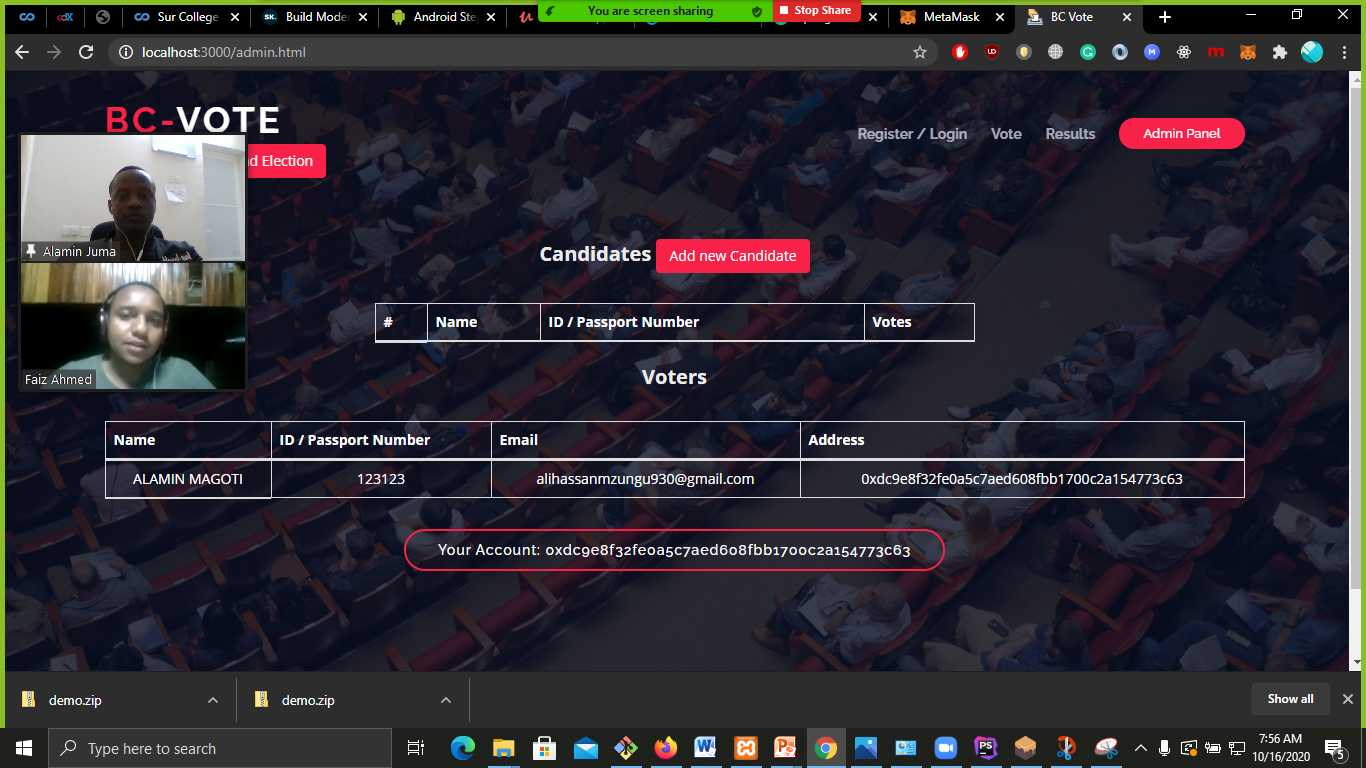 You are screen sharing
Stop Share
edX
Sur College
SK.
Build Mode
Android Ste
MetaMask
BC Vote
localhost:3000/admin.html
BC-VOTE
Register / Login
Vote
Results
Admin Panel
Election
Alamin Juma
Faiz Ahmed
Candidates
Add new Candidate
# Name ID / Passport Number Votes
Voters
Name ID / Passport Number Email Address
ALAMIN MAGOTI 123123 alihassanmzungu930@gmail.com 0xdc9e8f32fe0a5c7aed608fbb1700c2a154773c63
Your Account: 0xdc9e8f32fe0a5c7aed608fbb1700c2a154773c63
demo.zip
demo.zip
Show all
Type here to search
7:56 AM
10/16/2020
5